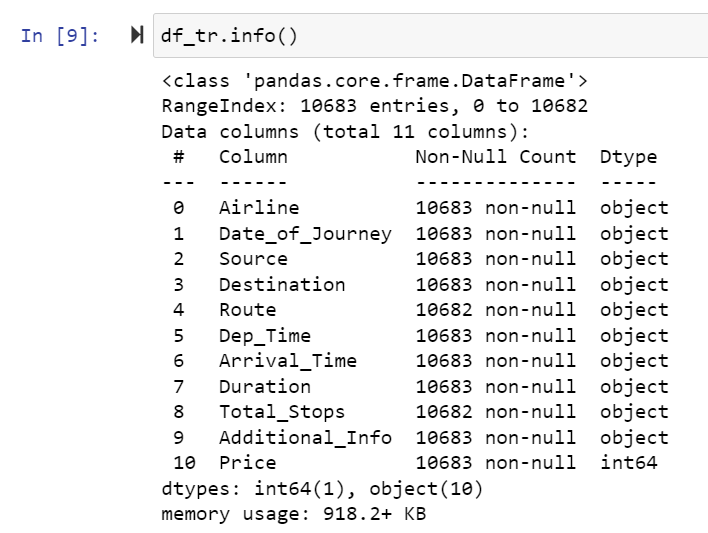 In [9]: df_tr.info()
<class 'pandas.core.frame.DataFrame'>
RangeIndex: 10683 entries, 0 to 10682
Data columns (total 11 columns):
 #   Column           Non-Null Count  Dtype
---  ------           --------------  -----
 0   Airline          10683 non-null  object
 1   Date_of_Journey  10683 non-null  object
 2   Source           10683 non-null  object
 3   Destination      10683 non-null  object
 4   Route            10682 non-null  object
 5   Dep_Time         10683 non-null  object
 6   Arrival_Time     10683 non-null  object
 7   Duration         10683 non-null  object
 8   Total_Stops      10682 non-null  object
 9   Additional_Info  10683 non-null  object
 10  Price            10683 non-null  int64
dtypes: int64(1), object(10)
memory usage: 918.2+ KB